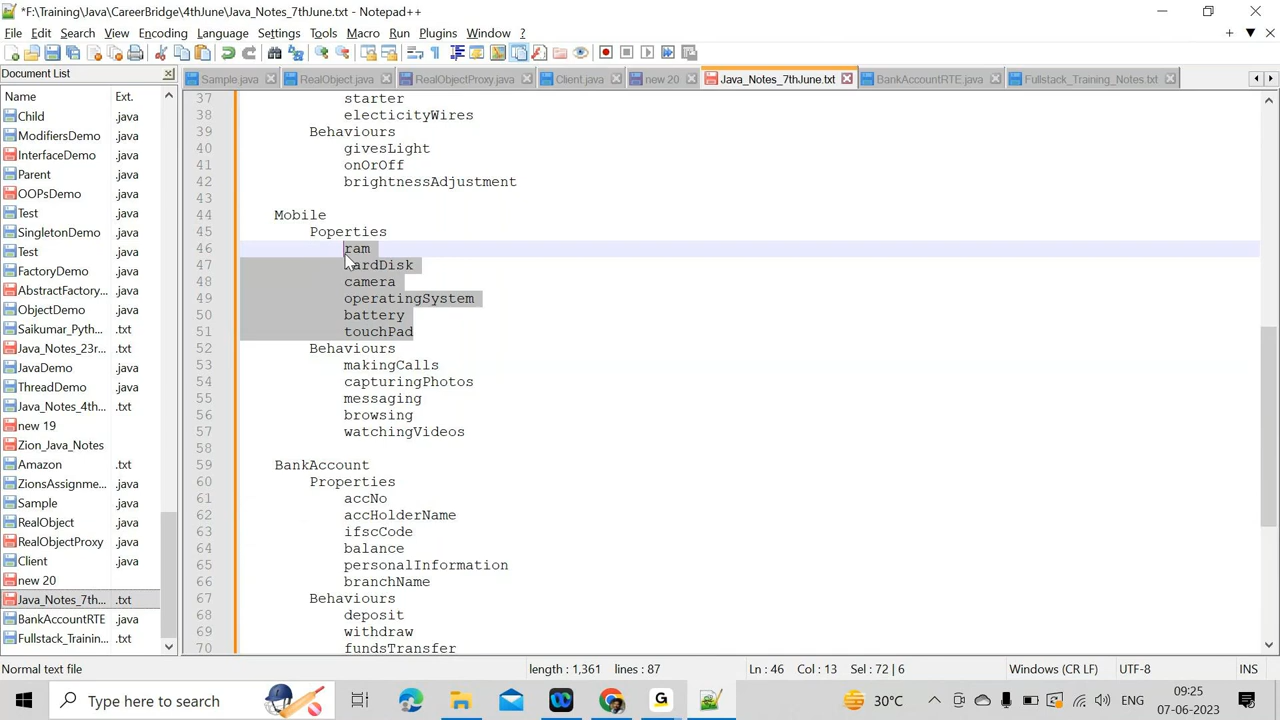 *F:\Training\Java\CareerBridge\4thJune\Java_Notes_7thJune.txt - Notepad++
File Edit Search View Encoding Language Settings Tools Macro Run Plugins Window ?
Document List
Sample.java RealObject.java RealObjectProxy.java Client.java new 20 Java_Notes_7thJune.txt BankAccountRTE.java Fullstack_Training_Notes.txt
Name Ext.
Child .java
ModifiersDemo .java
InterfaceDemo .java
Parent .java
OOPsDemo .java
Test .java
SingletonDemo .java
Test .java
FactoryDemo .java
AbstractFactory... .java
ObjectDemo .java
Saikumar_Pyth... .txt
Java_Notes_23r... .txt
JavaDemo .java
ThreadDemo .java
Java_Notes_4th... .txt
new 19
Zion_Java_Notes
Amazon .txt
ZionsAssignme... .java
Sample .java
RealObject .java
RealObjectProxy .java
Client .java
new 20
Java_Notes_7th... .txt
BankAccountRTE .java
Fullstack_Trainin... .txt
37 starter
38 electicityWires
39 Behaviours
40 givesLight
41 onOrOff
42 brightnessAdjustment
43
44 Mobile
45 Poperties
46 ram
47 hardDisk
48 camera
49 operatingSystem
50 battery
51 touchPad
52 Behaviours
53 makingCalls
54 capturingPhotos
55 messaging
56 browsing
57 watchingVideos
58
59 BankAccount
60 Properties
61 accNo
62 accHolderName
63 ifscCode
64 balance
65 personalInformation
66 branchName
67 Behaviours
68 deposit
69 withdraw
70 fundsTransfer
Normal text file length : 1,361 lines : 87 Ln : 46 Col : 13 Sel : 72 | 6 Windows (CR LF) UTF-8 INS
Type here to search 30°C ENG 09:25
07-06-2023